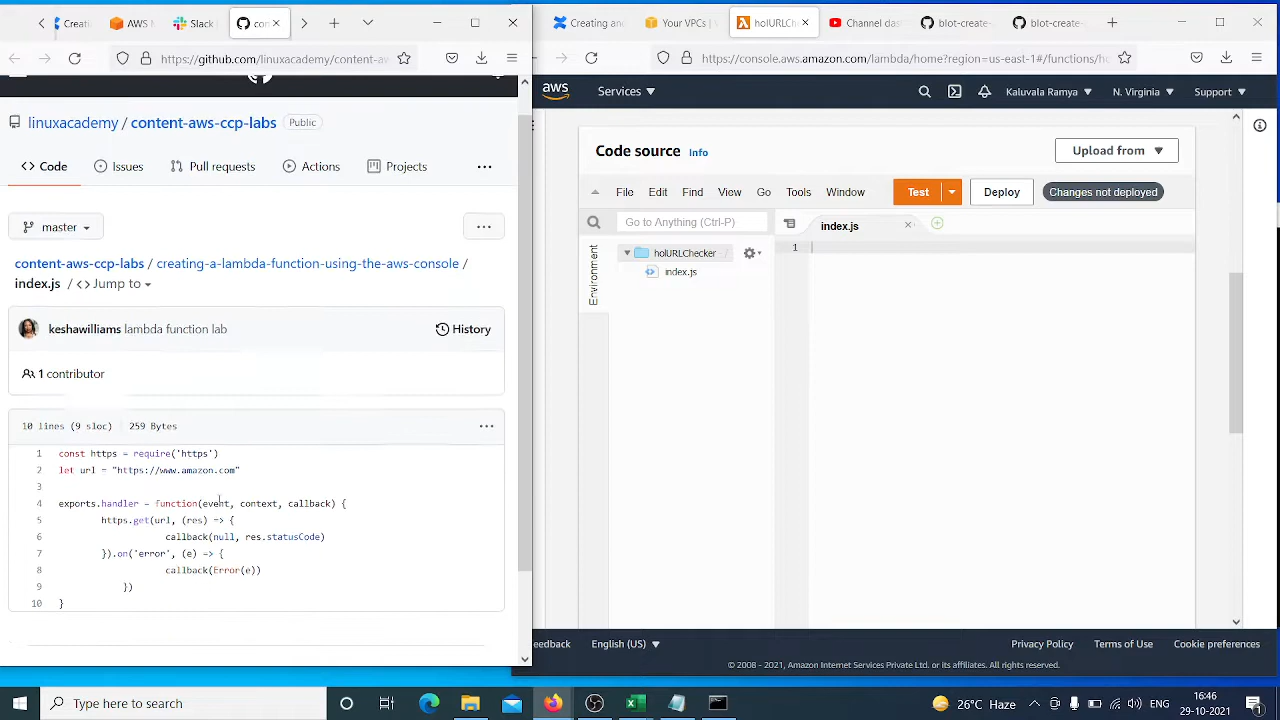 Creati
AWS M
Slack
con
https://github.com/linuxacademy/content-aw
linuxacademy / content-aws-ccp-labs Public
<> Code Issues Pull requests Actions Projects
master
content-aws-ccp-labs / creating-a-lambda-function-using-the-aws-console /
index.js / <> Jump to
keshawilliams lambda function lab
History
1 contributor
10 lines (9 sloc) 259 Bytes
1 const https = require('https')
2 let url = "https://www.amazon.com"
3
4 exports.handler = function(event, context, callback) {
5 https.get(url, (res) => {
6 callback(null, res.statusCode)
7 }).on('error', (e) => {
8 callback(Error(e))
9 })
10 }
Creating and
Your VPCs |
holURLChe
Channel das
blot-create-
blot-create-
https://console.aws.amazon.com/lambda/home?region=us-east-1#/functions/h
aws Services
Kaluvala Ramya N. Virginia Support
Code source Info
Upload from
File Edit Find View Go Tools Window
Test Deploy Changes not deployed
Go to Anything (Ctrl-P)
index.js
Environment
holURLChecker /
index.js
1
eedback English (US)
Privacy Policy Terms of Use Cookie preferences
© 2008 - 2021, Amazon Internet Services Private Ltd. or its affiliates. All rights reserved.
Type here to search
26°C Haze
ENG
16:46
29-10-2021